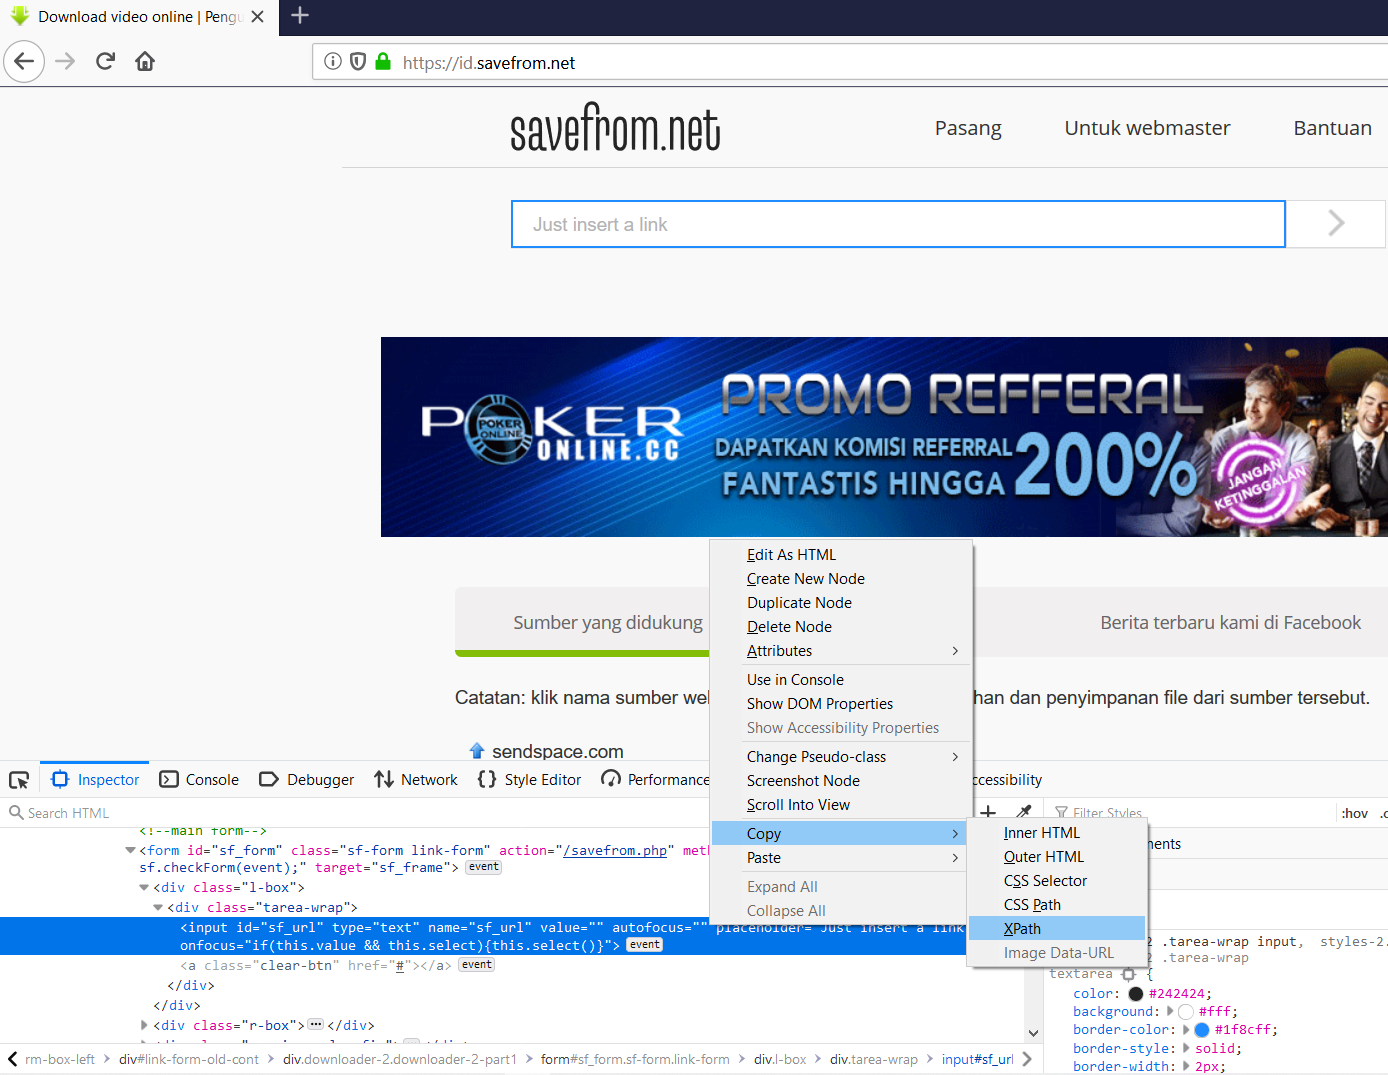 Download video online | Pengu
https://id.savefrom.net
savefrom.net
Pasang
Untuk webmaster
Bantuan
Just insert a link
POKER
POKER
ONLINE
ONLINE.CC
PROMO REFFERAL
DAPATKAN KOMISI REFERRAL
FANTASTIS HINGGA
200%
JANGAN
KETINGGALAN
Sumber yang didukung
Berita terbaru kami di Facebook
Catatan: klik nama sumber we
han dan penyimpanan file dari sumber tersebut.
sendspace.com
Edit As HTML
Create New Node
Duplicate Node
Delete Node
Attributes
Use in Console
Show DOM Properties
Show Accessibility Properties
Change Pseudo-class
Screenshot Node
Scroll Into View
Copy
Paste
Expand All
Collapse All
Inner HTML
Outer HTML
CSS Selector
CSS Path
XPath
Image Data-URL
Inspector
Console
Debugger
Network
Style Editor
Performance
ccessibility
Search HTML
Filter Styles
:hov
<!--main form-->
<form id="sf_form" class="sf-form link-form" action="/savefrom.php" meth
sf.checkForm(event);" target="sf_frame"> event
<div class="l-box">
<div class="tarea-wrap">
<input id="sf_url" type="text" name="sf_url" value="" autofocus="" placeholder="Just insert a link
onfocus="if(this.value && this.select){this.select()}"> event
<a class="clear-btn" href="#"></a> event
</div>
</div>
<div class="r-box"> </div>
ments
.tarea-wrap input, styles-2.
.tarea-wrap
textarea {
color: #242424;
background: #fff;
border-color: #1f8cff;
border-style: solid;
border-width: 2px;
rm-box-left
div#link-form-old-cont
div.downloader-2.downloader-2-part1
form#sf_form.sf-form.link-form
div.l-box
div.tarea-wrap
input#sf_url